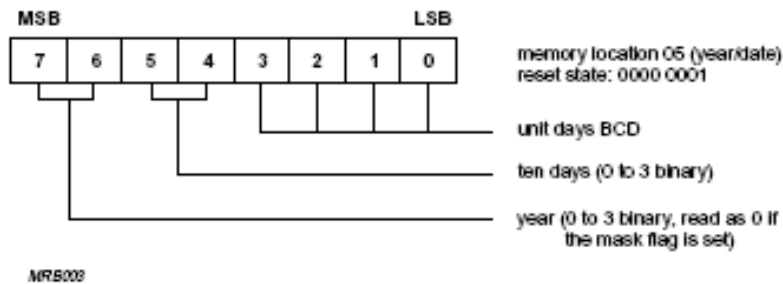 MSB LSB
7 6 5 4 3 2 1 0
memory location 05 (year/date)
reset state: 0000 0001
unit days BCD
ten days (0 to 3 binary)
year (0 to 3 binary, read as 0 if
the mask flag is set)
MRB003